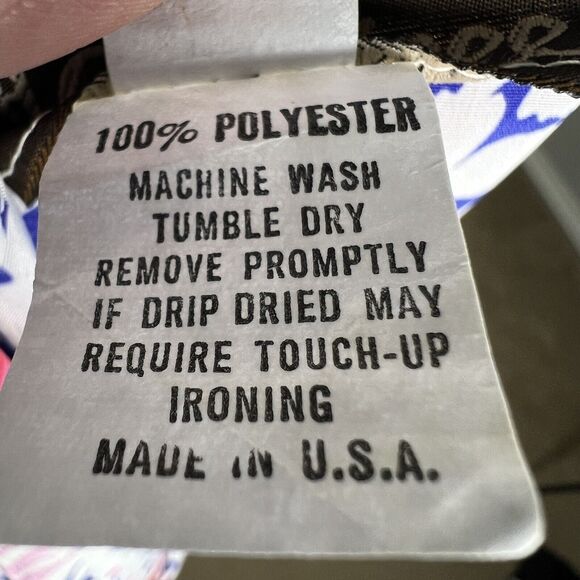 100% POLYESTER
MACHINE WASH
TUMBLE DRY
REMOVE PROMPTLY
IF DRIP DRIED MAY
REQUIRE TOUCH-UP
IRONING
MADE IN U.S.A.